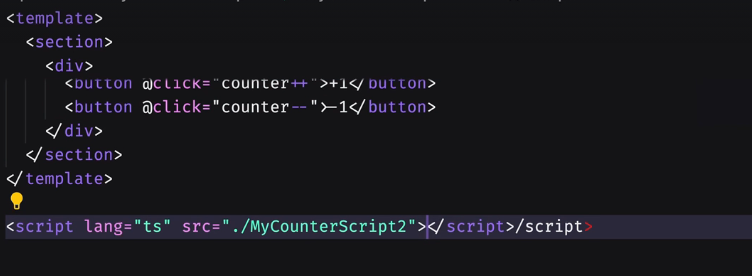 <template>
<section>
<div>
<button @click="counter++">+1</button>
<button @click="counter--">-1</button>
</div>
</section>
</template>
<script lang="ts" src="./MyCounterScript2"></script>/script>